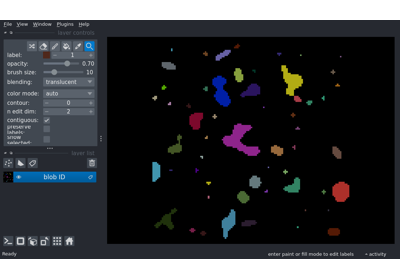 File View Window Plugins Help
layer controls
label: 1
opacity: 0.70
brush size: 10
blending: translucent
color mode: auto
contour: 0
n edit dim: 2
contiguous:
preserve
labels:
show
selected:
layer list
blob ID
Ready
enter paint or fill mode to edit labels
activity